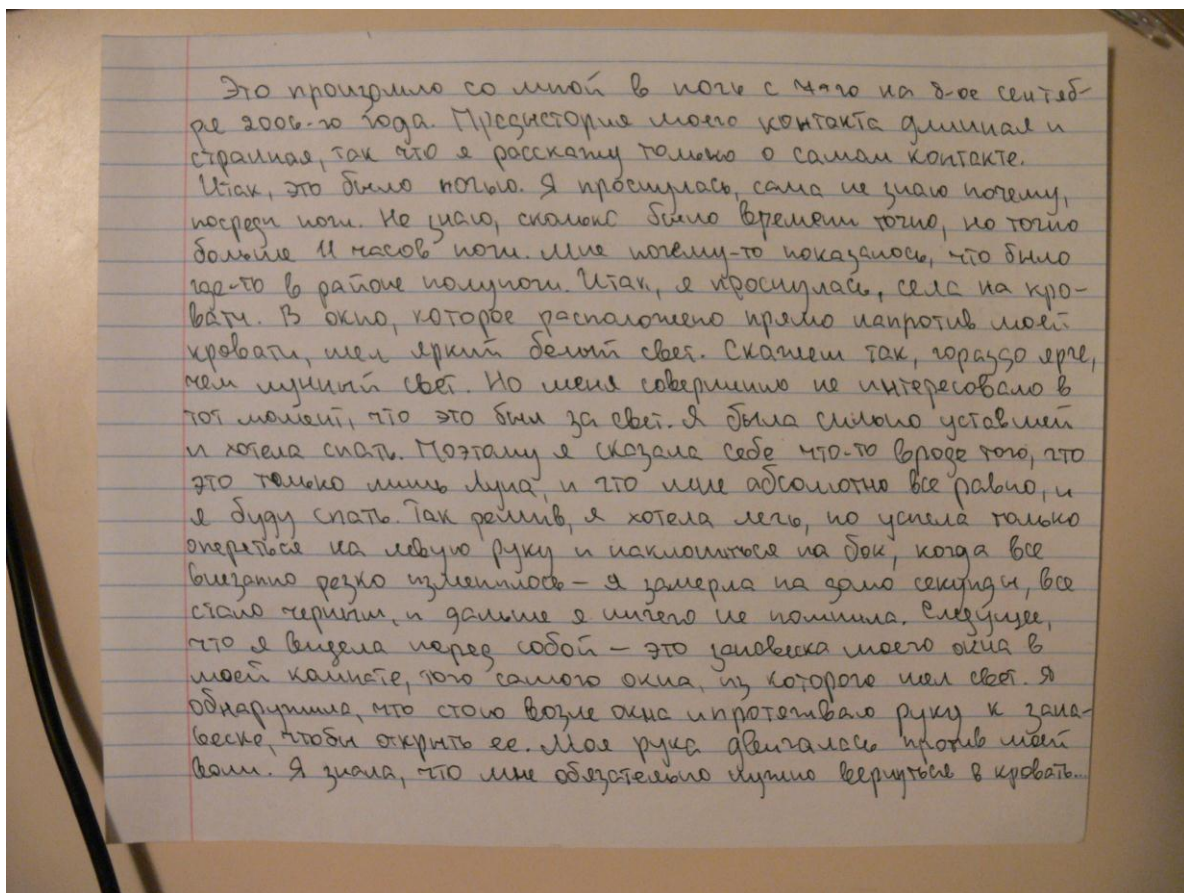 Это произошло со мной в ночь с 7-го на 8-ое сентяб-
ре 2006-го года. Предыстория моего контакта длинная и
странная, так что я расскажу только о самом контакте.
Итак, это было ночью. Я проснулась, сама не знаю почему,
посреди ночи. Не знаю, сколько было времени точно, но точно
больше 11 часов ночи. Мне почему-то показалось, что было
где-то в районе полуночи. Итак, я проснулась, села на кро-
вати. В окно, которое расположено прямо напротив моей
кровати, шел яркий белый свет. Скажем так, гораздо ярче,
чем лунный свет. Но меня совершенно не интересовало в
тот момент, что это был за свет. Я была сильно уставшей
и хотела спать. Поэтому я сказала себе что-то вроде того, что
это только лишь Луна, и что мне абсолютно все равно, и
я буду спать. Так решив, я хотела лечь, но успела только
опереться на левую руку и наклониться на бок, когда все
внезапно резко изменилось – я замерла на секунды, все
стало черным, и дальше я ничего не помнила. Следущее,
что я видела перед собой – это зановеска моего окна в
моей комнате, того самого окна, из которого шел свет. Я
обнаружила, что стою возле окна и протягиваю руку к зана-
веске, чтобы открыть ее. Моя рука двигалась против моей
воли. Я знала, что мне обязательно нужно вернуться в кровать...